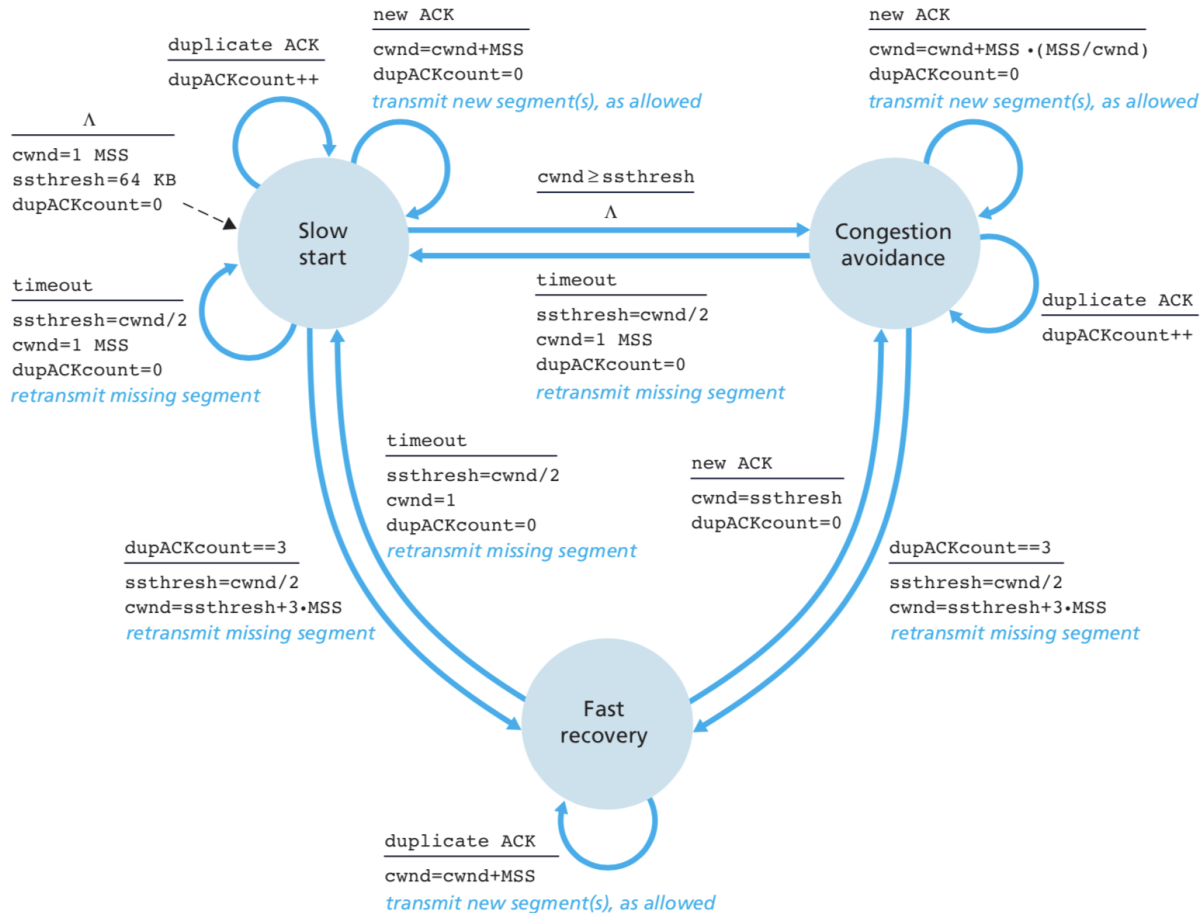 new ACK
cwnd=cwnd+MSS
dupACKcount=0
transmit new segment(s), as allowed
duplicate ACK
dupACKcount++
new ACK
cwnd=cwnd+MSS •(MSS/cwnd)
dupACKcount=0
transmit new segment(s), as allowed
Λ
cwnd=1 MSS
ssthresh=64 KB
dupACKcount=0
cwnd≥ssthresh
Λ
Slow
start
Congestion
avoidance
timeout
ssthresh=cwnd/2
cwnd=1 MSS
dupACKcount=0
retransmit missing segment
timeout
ssthresh=cwnd/2
cwnd=1 MSS
dupACKcount=0
retransmit missing segment
duplicate ACK
dupACKcount++
timeout
ssthresh=cwnd/2
cwnd=1
dupACKcount=0
retransmit missing segment
new ACK
cwnd=ssthresh
dupACKcount=0
dupACKcount==3
ssthresh=cwnd/2
cwnd=ssthresh+3•MSS
retransmit missing segment
dupACKcount==3
ssthresh=cwnd/2
cwnd=ssthresh+3•MSS
retransmit missing segment
Fast
recovery
duplicate ACK
cwnd=cwnd+MSS
transmit new segment(s), as allowed